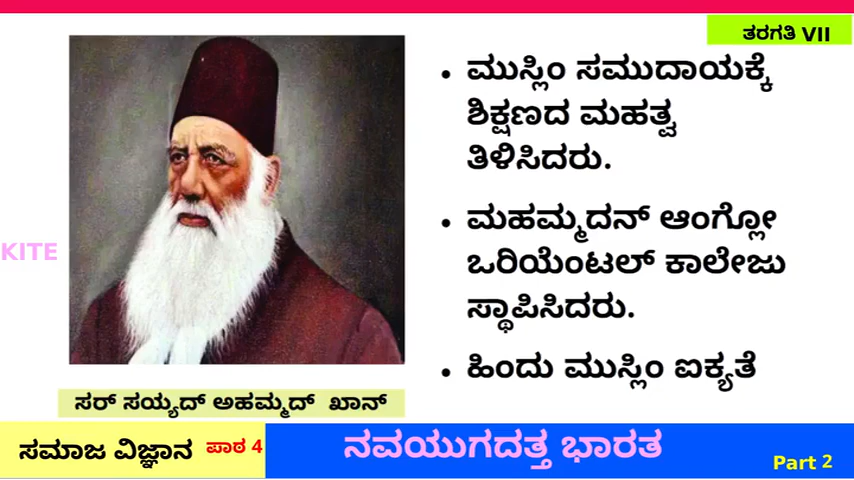 ತರಗತಿ VII
• ಮುಸ್ಲಿಂ ಸಮುದಾಯಕ್ಕೆ
ಶಿಕ್ಷಣದ ಮಹತ್ವ
ತಿಳಿಸಿದರು.
• ಮಹಮ್ಮದನ್ ಆಂಗ್ಲೋ
ಒರಿಯೆಂಟಲ್ ಕಾಲೇಜು
ಸ್ಥಾಪಿಸಿದರು.
• ಹಿಂದು ಮುಸ್ಲಿಂ ಐಕ್ಯತೆ
KITE
ಸರ್ ಸಯ್ಯದ್ ಅಹಮ್ಮದ್ ಖಾನ್
ಸಮಾಜ ವಿಜ್ಞಾನ ಪಾಠ 4
ನವಯುಗದತ್ತ ಭಾರತ
Part 2